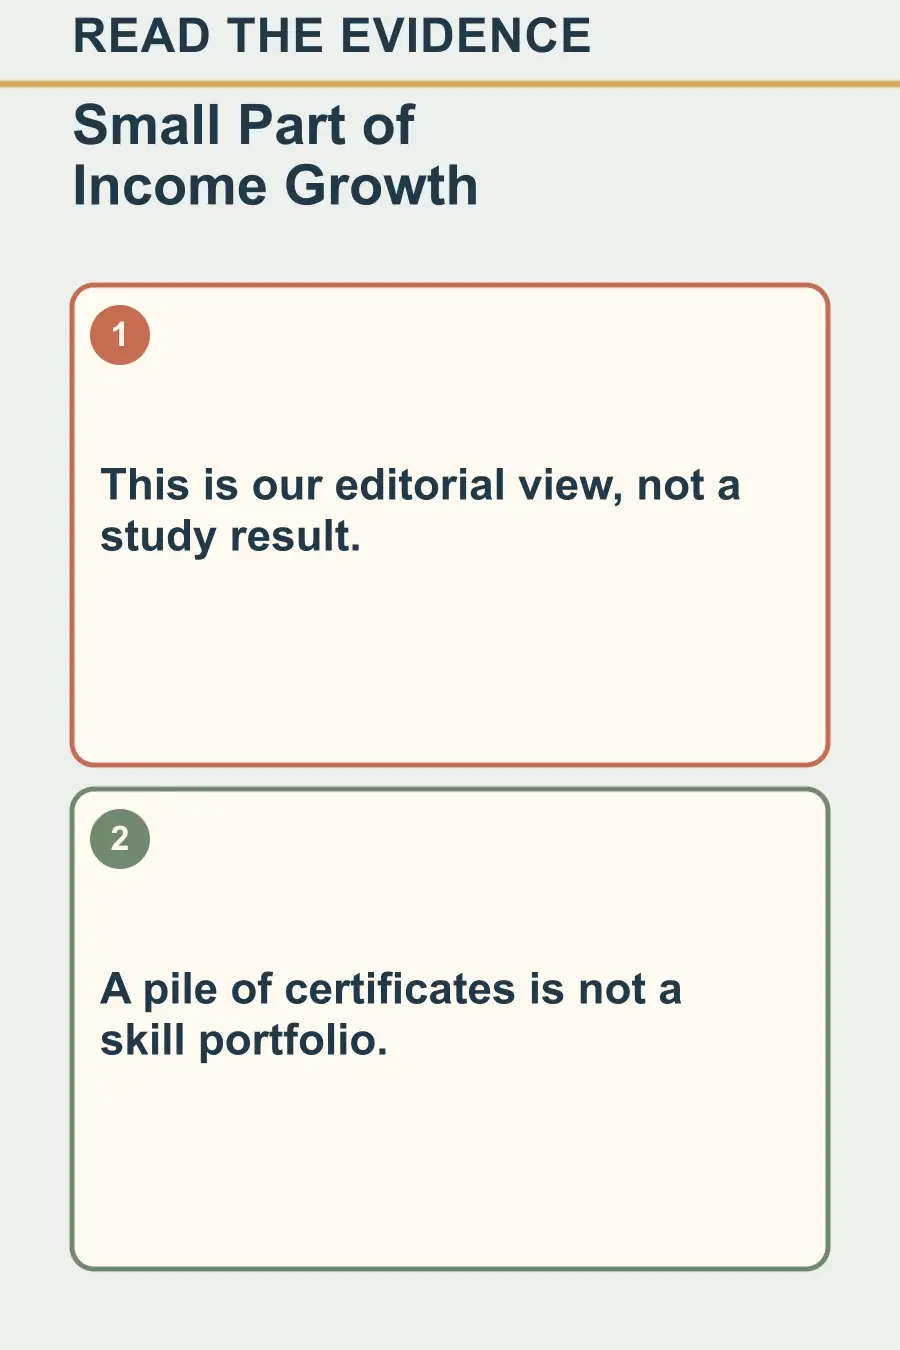 READ THE EVIDENCE
Small Part of
Income Growth
1
This is our editorial view, not a
study result.
2
A pile of certificates is not a
skill portfolio.